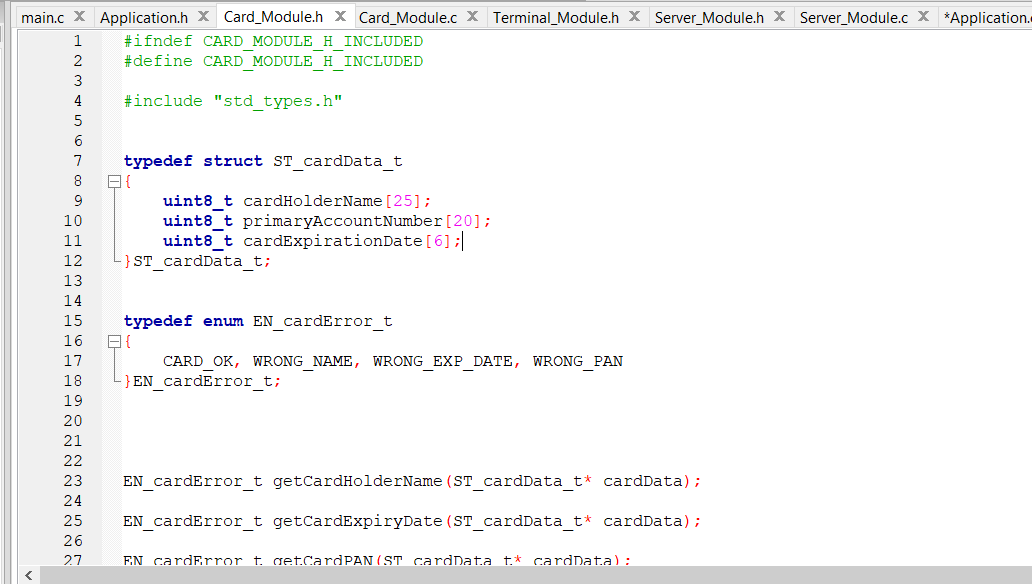 main.c Application.h Card_Module.h Card_Module.c Terminal_Module.h Server_Module.h Server_Module.c *Application.
1 #ifndef CARD_MODULE_H_INCLUDED
2 #define CARD_MODULE_H_INCLUDED
3
4 #include "std_types.h"
5
6
7 typedef struct ST_cardData_t
8 {
9 uint8_t cardHolderName[25];
10 uint8_t primaryAccountNumber[20];
11 uint8_t cardExpirationDate[6];
12 }ST_cardData_t;
13
14
15 typedef enum EN_cardError_t
16 {
17 CARD_OK, WRONG_NAME, WRONG_EXP_DATE, WRONG_PAN
18 }EN_cardError_t;
19
20
21
22
23 EN_cardError_t getCardHolderName(ST_cardData_t* cardData);
24
25 EN_cardError_t getCardExpiryDate(ST_cardData_t* cardData);
26
27 EN_cardError_t getCardPAN(ST_cardData_t* cardData);